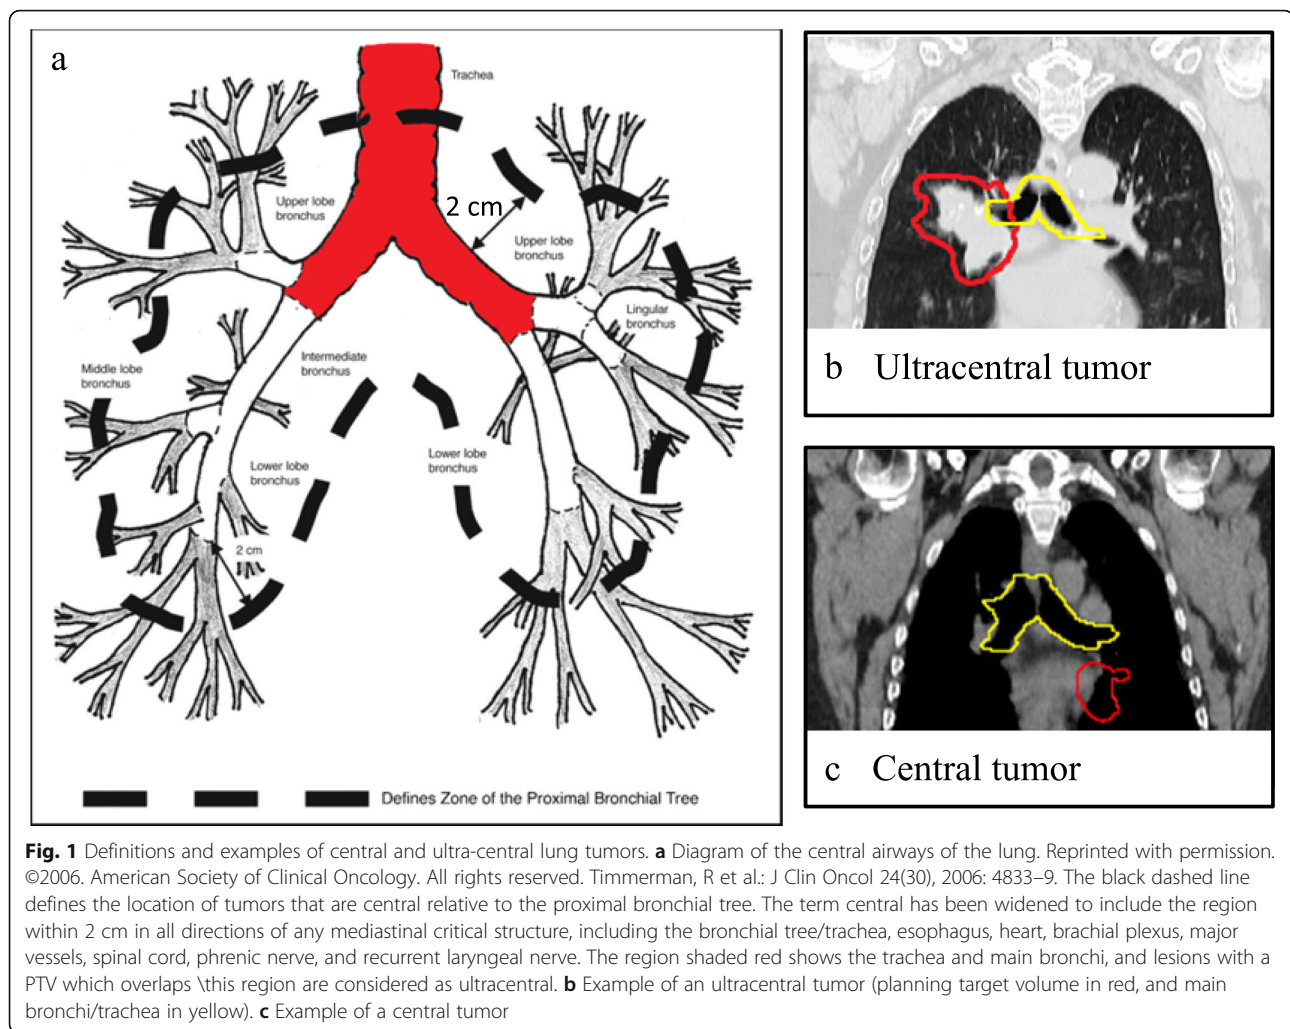 a
Trachea
Upper lobe
bronchus
2 cm
Upper lobe
bronchus
Lingular
bronchus
Intermediate
bronchus
Middle lobe
bronchus
Lower lobe
bronchus
Lower lobe
bronchus
2 cm
Defines Zone of the Proximal Bronchial Tree
b Ultracentral tumor
c Central tumor
Fig. 1 Definitions and examples of central and ultra-central lung tumors. a Diagram of the central airways of the lung. Reprinted with permission.
©2006. American Society of Clinical Oncology. All rights reserved. Timmerman, R et al.: J Clin Oncol 24(30), 2006: 4833–9. The black dashed line
defines the location of tumors that are central relative to the proximal bronchial tree. The term central has been widened to include the region
within 2 cm in all directions of any mediastinal critical structure, including the bronchial tree/trachea, esophagus, heart, brachial plexus, major
vessels, spinal cord, phrenic nerve, and recurrent laryngeal nerve. The region shaded red shows the trachea and main bronchi, and lesions with a
PTV which overlaps \this region are considered as ultracentral. b Example of an ultracentral tumor (planning target volume in red, and main
bronchi/trachea in yellow). c Example of a central tumor